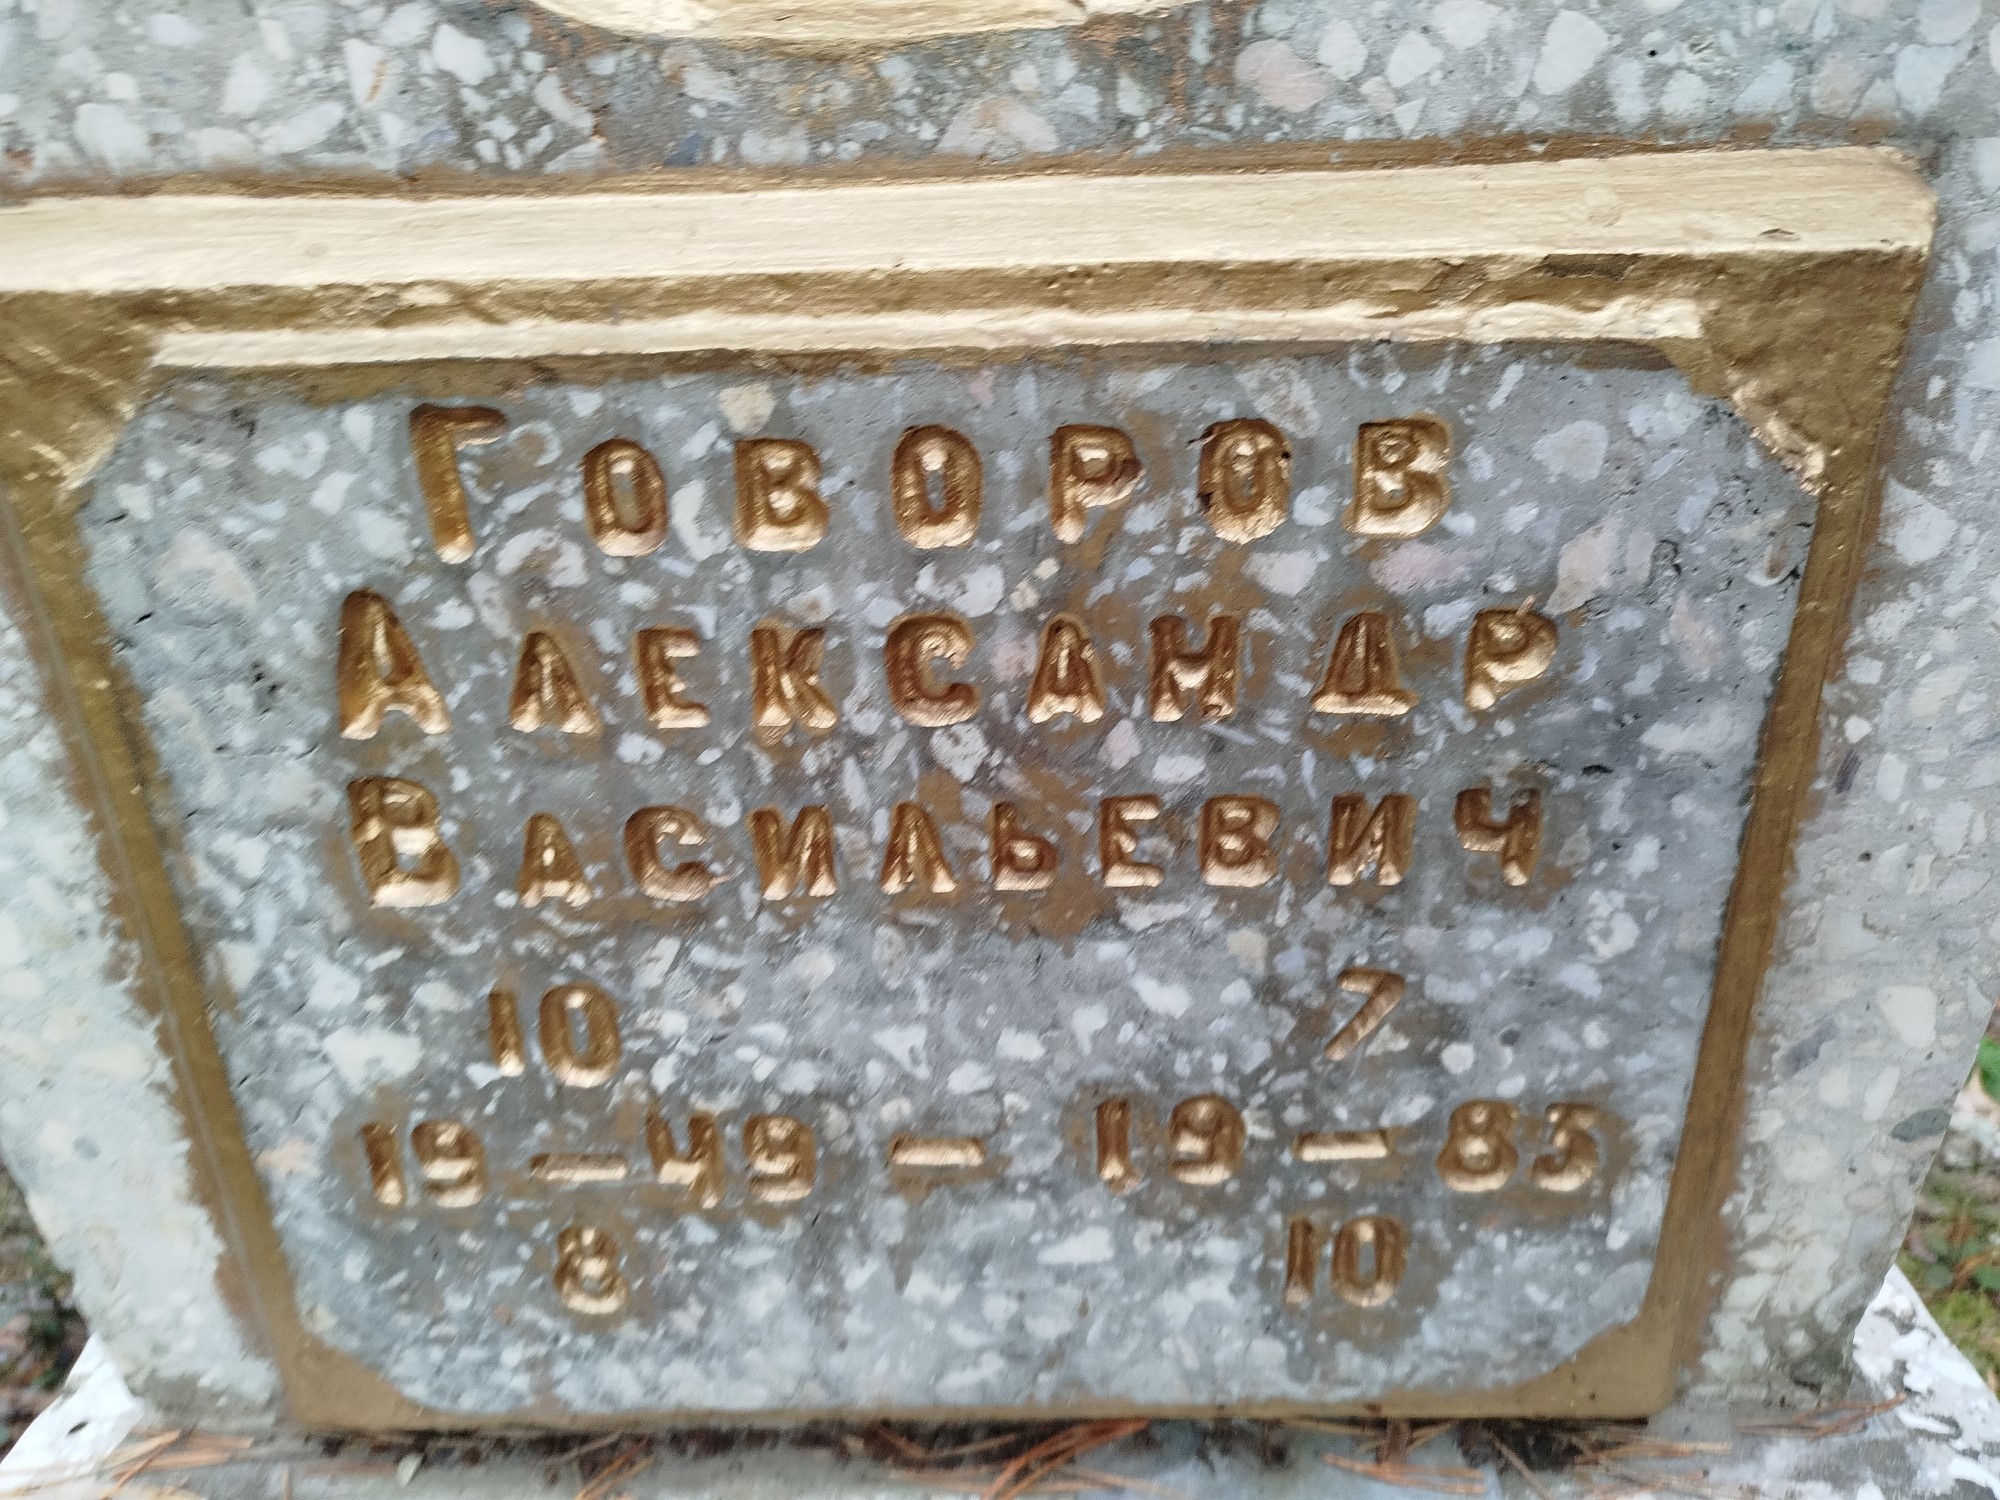 Говоров
Александр
Васильевич
10 7
19 — 49 — 19 — 85
8 10